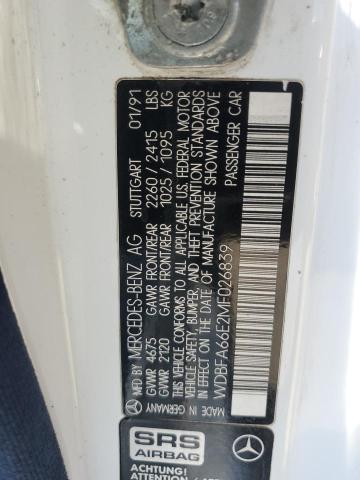 MFD. BY MERCEDES-BENZ AG STUTTGART 01/91
GVWR 4675 GAWR FRONT/REAR 2260/2415 LBS
GVWR 2120 GAWR FRONT/REAR 1025/1095 KG
THIS VEHICLE CONFORMS TO ALL APPLICABLE U.S. FEDERAL MOTOR
VEHICLE SAFETY, BUMPER, AND THEFT PREVENTION STANDARDS
IN EFFECT ON THE DATE OF MANUFACTURE SHOWN ABOVE
WDBFA66E2MF026839 PASSENGER CAR
MADE IN GERMANY
SRS
AIRBAG
ACHTUNG!